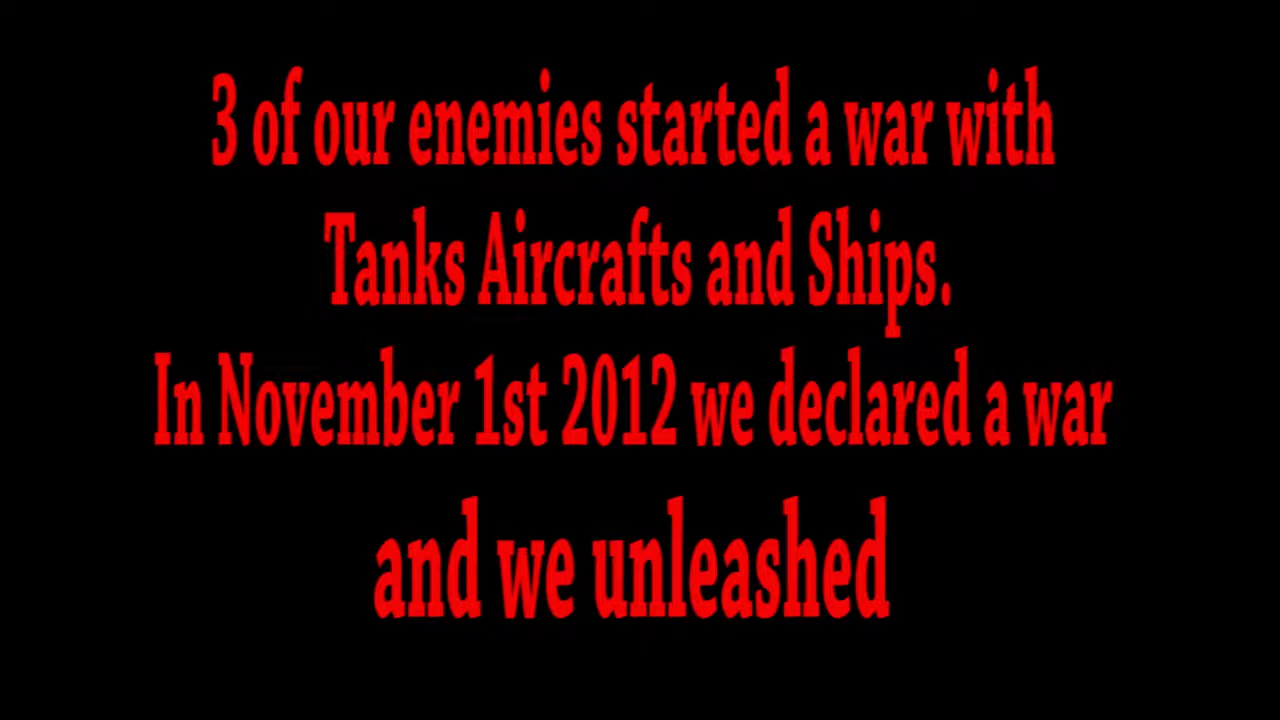 3 of our enemies started a war with
Tanks Aircrafts and Ships.
In November 1st 2012 we declared a war
and we unleashed